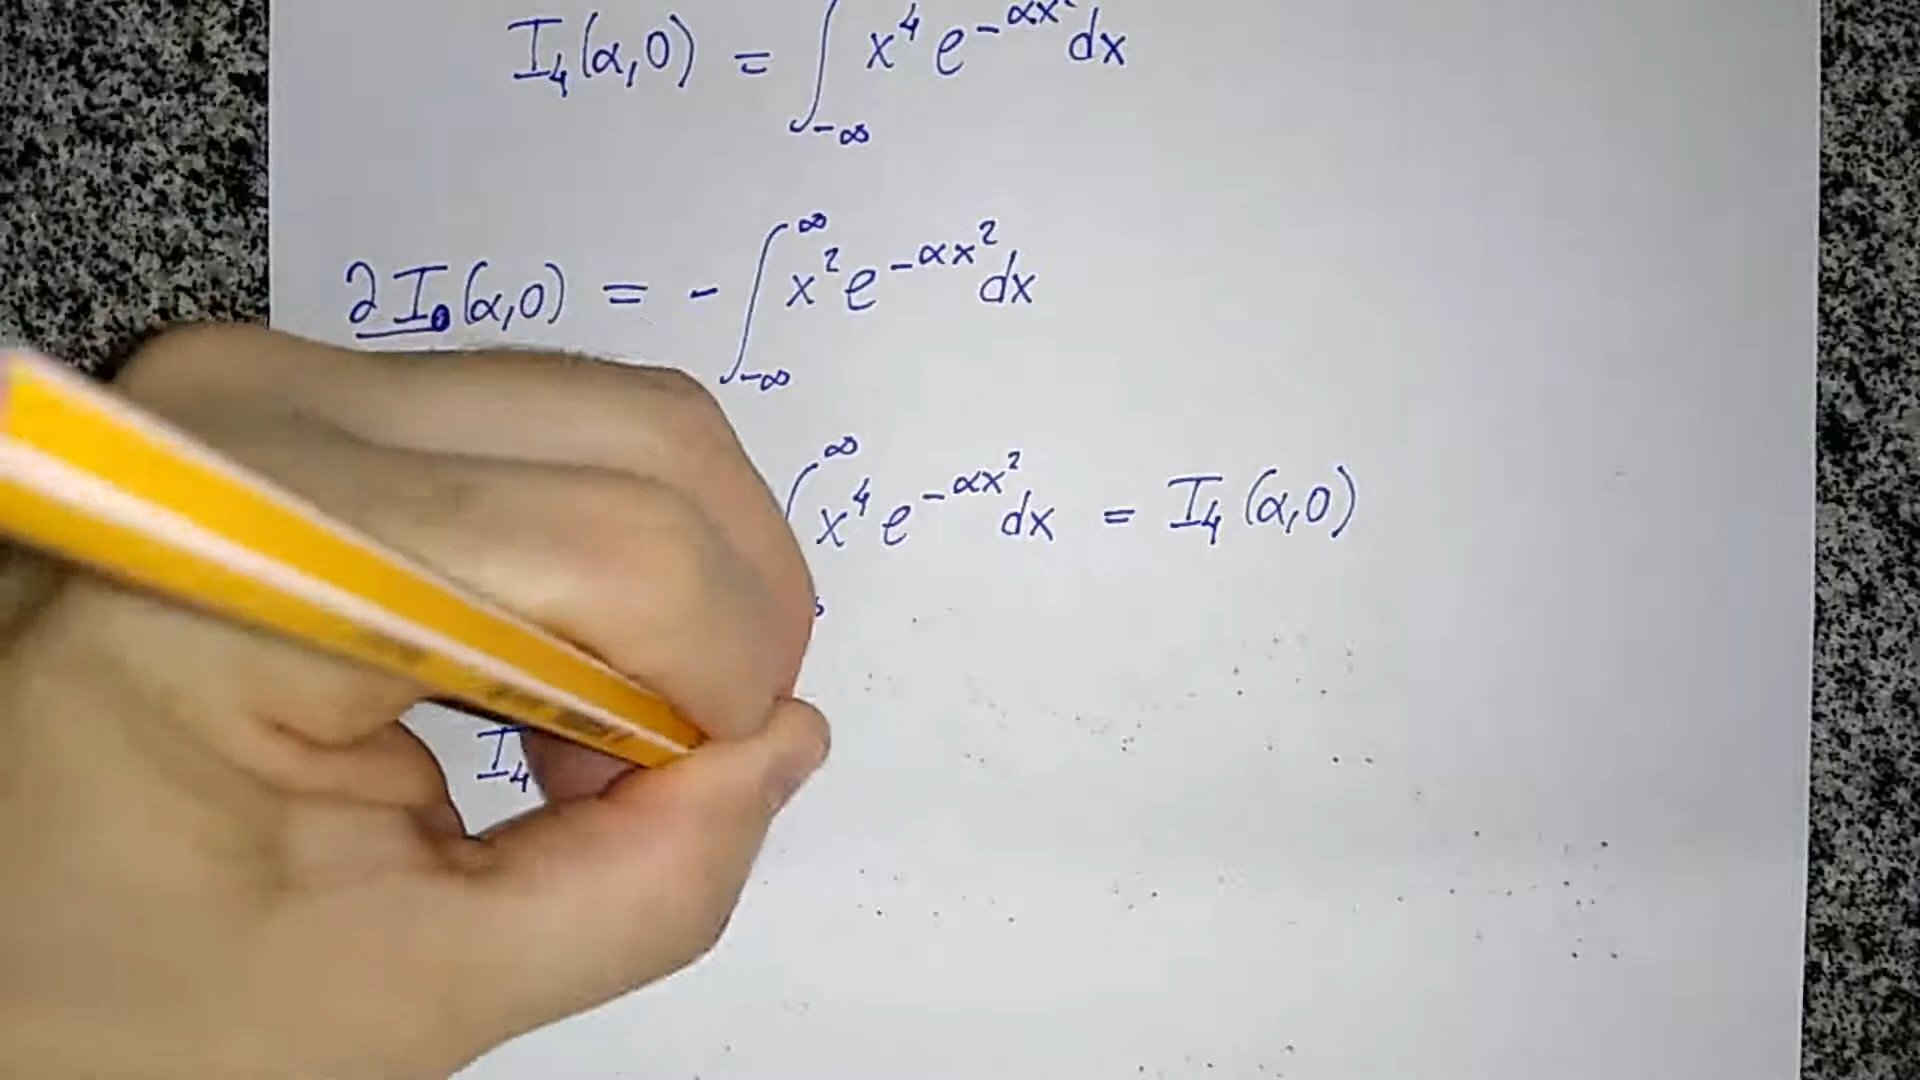 I₄(α,0) = ∫_{-∞} x⁴ e^{-αx²} dx
∂I₀(α,0) = - ∫_{-∞}^{∞} x² e^{-αx²} dx
∫^{∞} x⁴ e^{-αx²} dx = I₄(α,0)
I₄